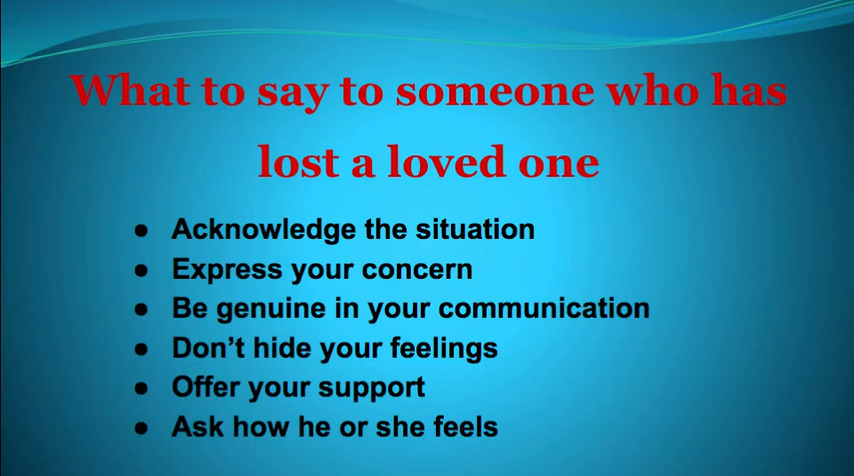 What to say to someone who has
lost a loved one
● Acknowledge the situation
● Express your concern
● Be genuine in your communication
● Don’t hide your feelings
● Offer your support
● Ask how he or she feels